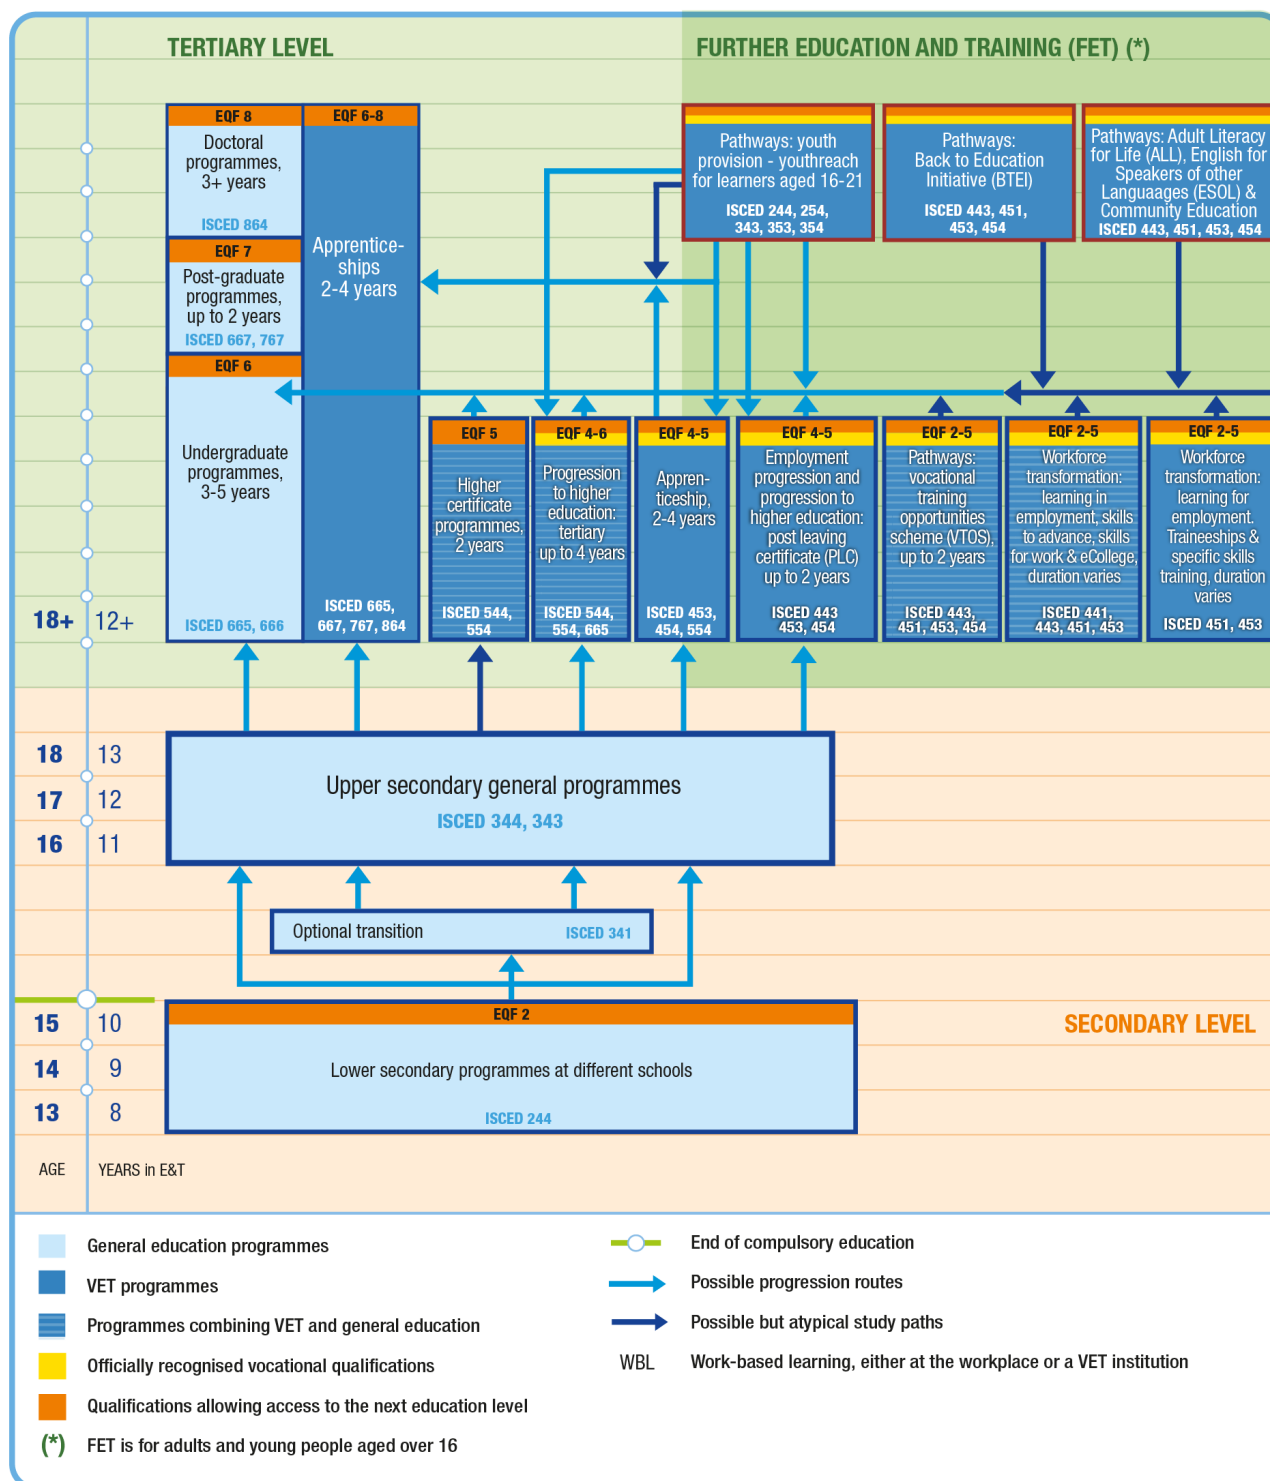 TERTIARY LEVEL
FURTHER EDUCATION AND TRAINING (FET) (*)
EQF 8
Doctoral
programmes,
3+ years
ISCED 864
EQF 7
Post-graduate
programmes,
up to 2 years
ISCED 667, 767
EQF 6
Undergraduate
programmes,
3-5 years
ISCED 665, 666
EQF 6-8
Apprentice-
ships
2-4 years
ISCED 665,
667, 767, 864
Pathways: youth
provision - youthreach
for learners aged 16-21
ISCED 244, 254,
343, 353, 354
Pathways:
Back to Education
Initiative (BTEI)
ISCED 443, 451,
453, 454
Pathways: Adult Literacy
for Life (ALL), English for
Speakers of other
Languaages (ESOL) &
Community Education
ISCED 443, 451, 453, 454
EQF 5
Higher
certificate
programmes,
2 years
ISCED 544,
554
EQF 4-6
Progression
to higher
education:
tertiary
up to 4 years
ISCED 544,
554, 665
EQF 4-5
Appren-
ticeship,
2-4 years
ISCED 453,
454, 554
EQF 4-5
Employment
progression and
progression to
higher education:
post leaving
certificate (PLC)
up to 2 years
ISCED 443
453, 454
EQF 2-5
Pathways:
vocational
training
opportunities
scheme (VTOS),
up to 2 years
ISCED 443,
451, 453, 454
EQF 2-5
Workforce
transformation:
learning in
employment, skills
to advance, skills
for work & eCollege,
duration varies
ISCED 441,
443, 451, 453
EQF 2-5
Workforce
transformation:
learning for
employment.
Traineeships &
specific skills
training, duration
varies
ISCED 451, 453
18+ 12+
18 13
17 12
16 11
Upper secondary general programmes
ISCED 344, 343
Optional transition ISCED 341
15 10
14 9
13 8
EQF 2
Lower secondary programmes at different schools
ISCED 244
SECONDARY LEVEL
AGE YEARS in E&T
General education programmes
VET programmes
Programmes combining VET and general education
Officially recognised vocational qualifications
Qualifications allowing access to the next education level
(*) FET is for adults and young people aged over 16
End of compulsory education
Possible progression routes
Possible but atypical study paths
WBL Work-based learning, either at the workplace or a VET institution